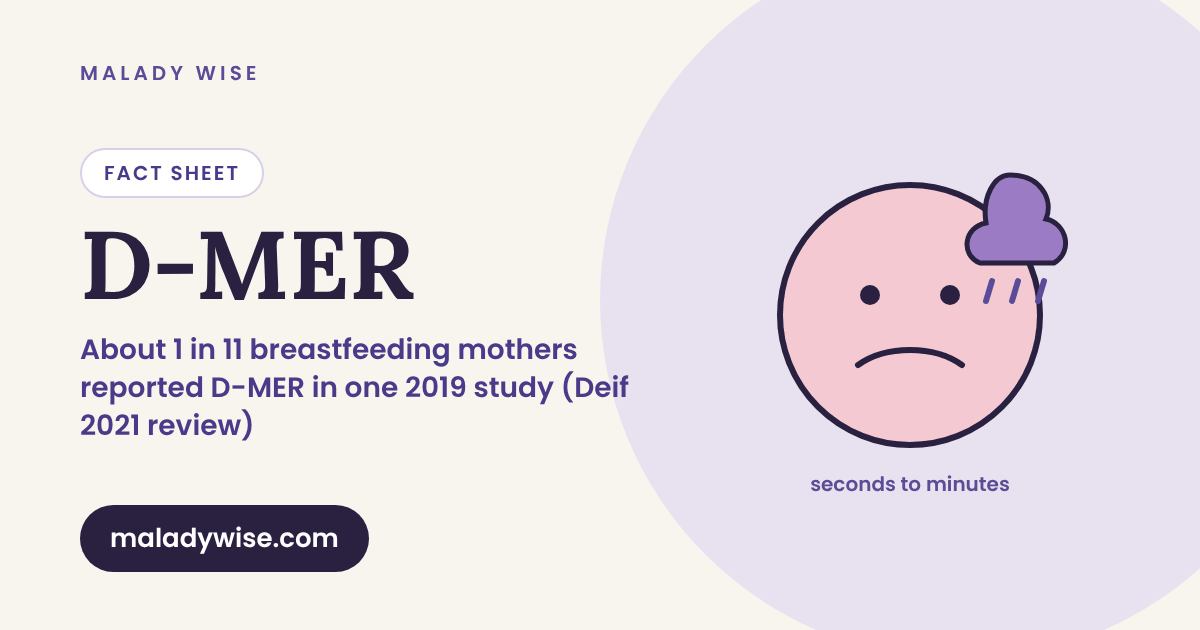 MALADY WISE
FACT SHEET
D-MER
About 1 in 11 breastfeeding mothers
reported D-MER in one 2019 study (Deif
2021 review)
seconds to minutes
maladywise.com